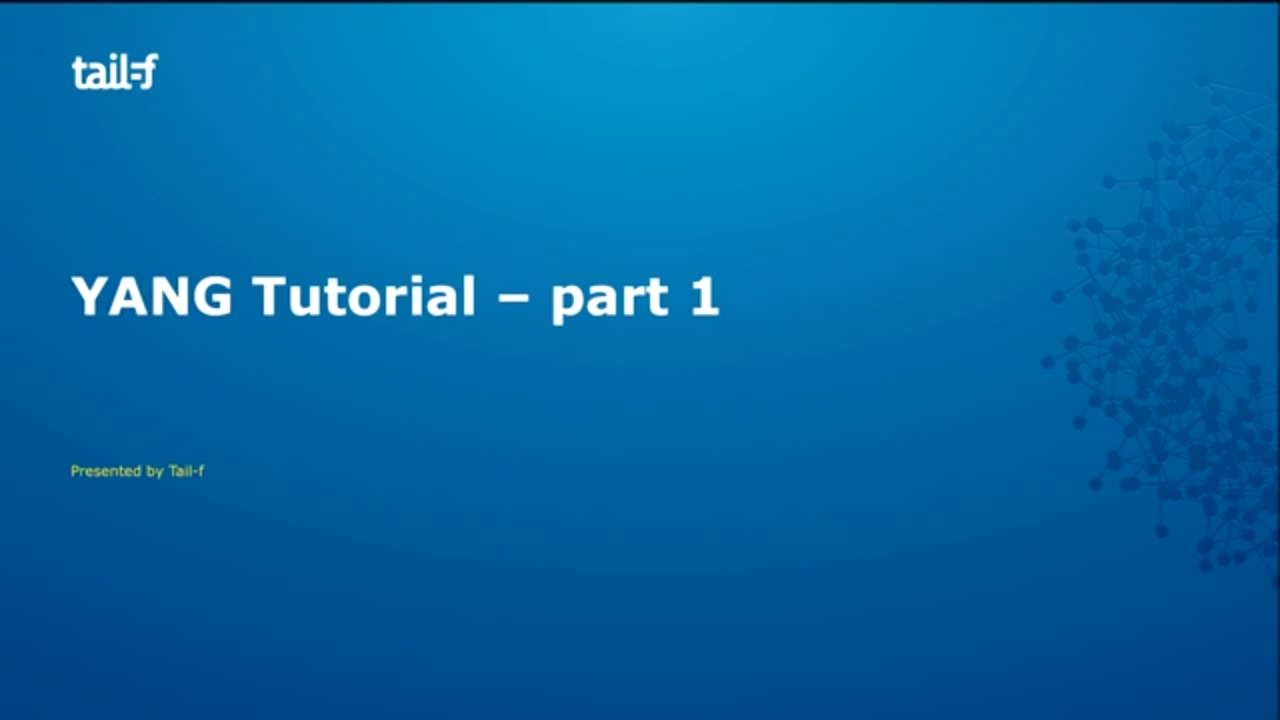 tail-f
YANG Tutorial – part 1
Presented by Tail-f